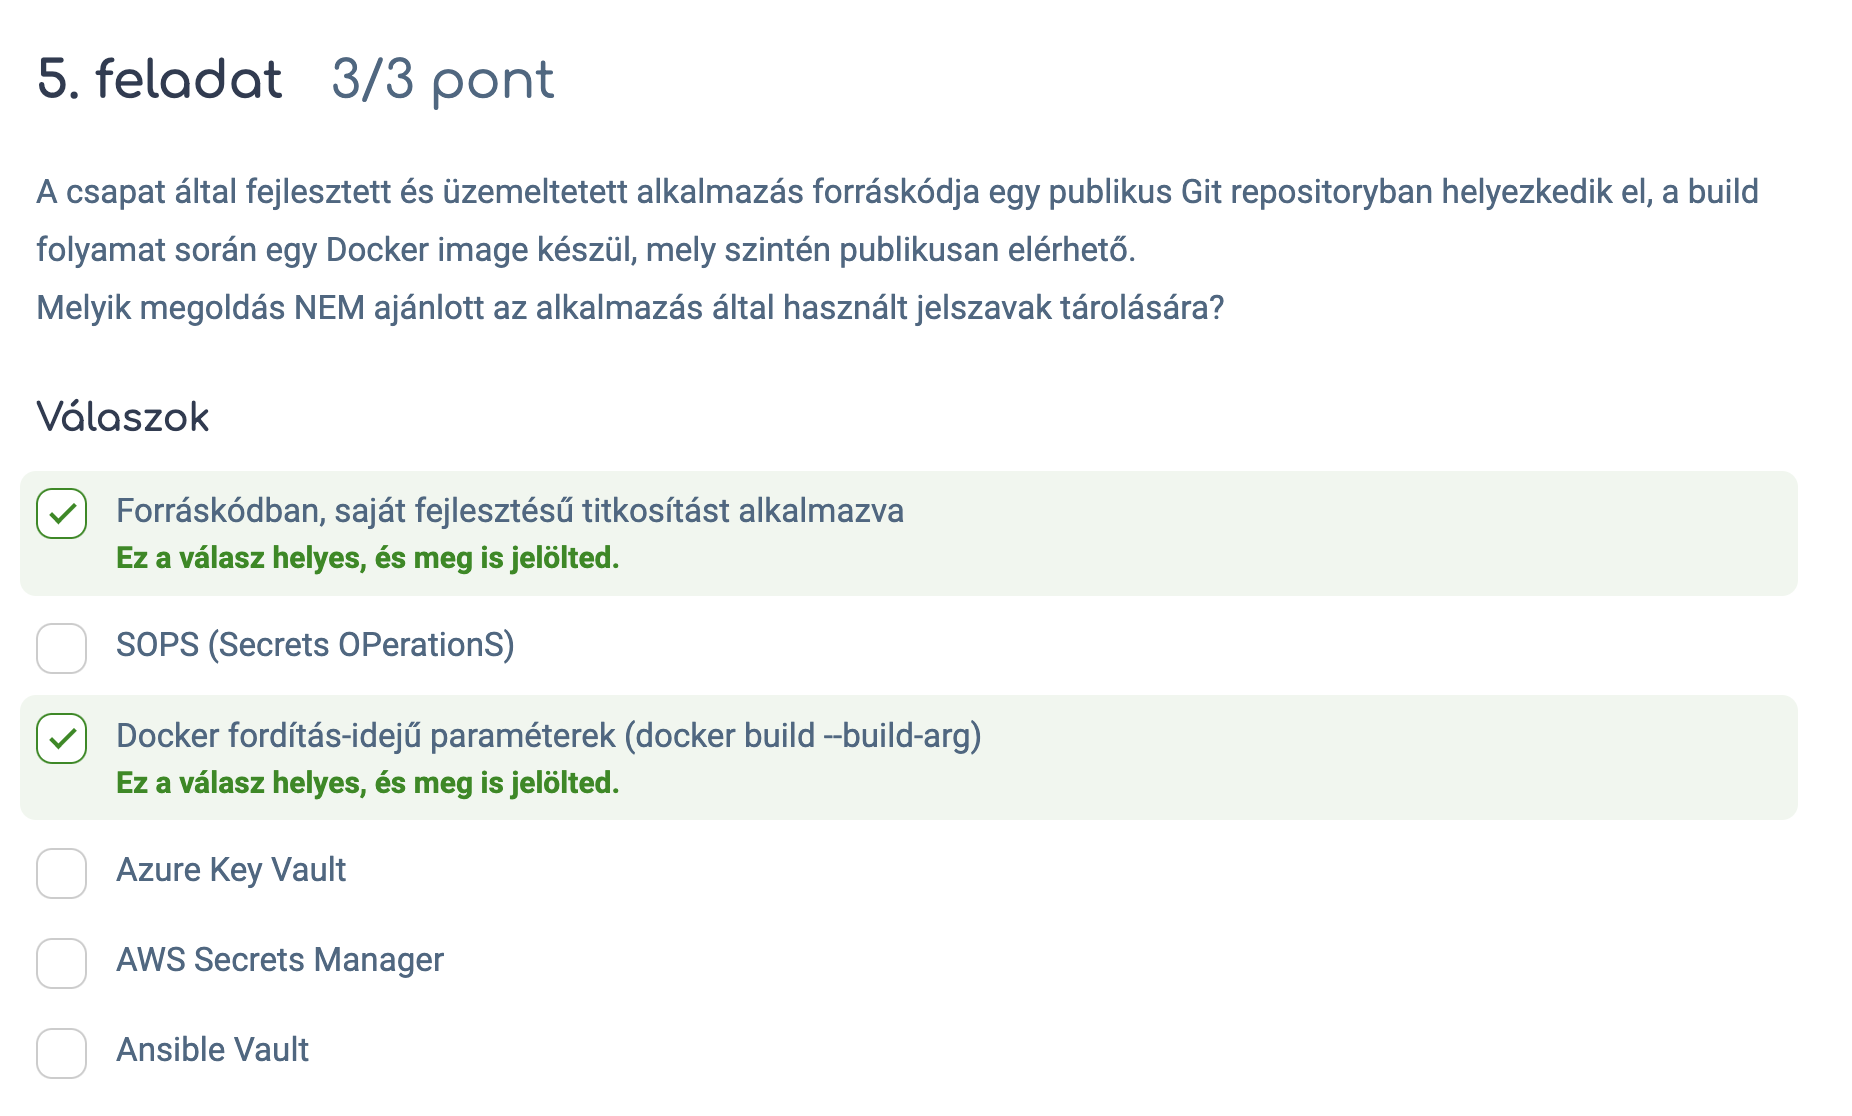 5. feladat 3/3 pont
A csapat által fejlesztett és üzemeltetett alkalmazás forráskódja egy publikus Git repositoryban helyezkedik el, a build
folyamat során egy Docker image készül, mely szintén publikusan elérhető.
Melyik megoldás NEM ajánlott az alkalmazás által használt jelszavak tárolására?
Válaszok
Forráskódban, saját fejlesztésű titkosítást alkalmazva
Ez a válasz helyes, és meg is jelölted.
SOPS (Secrets OPerationS)
Docker fordítás-idejű paraméterek (docker build --build-arg)
Ez a válasz helyes, és meg is jelölted.
Azure Key Vault
AWS Secrets Manager
Ansible Vault